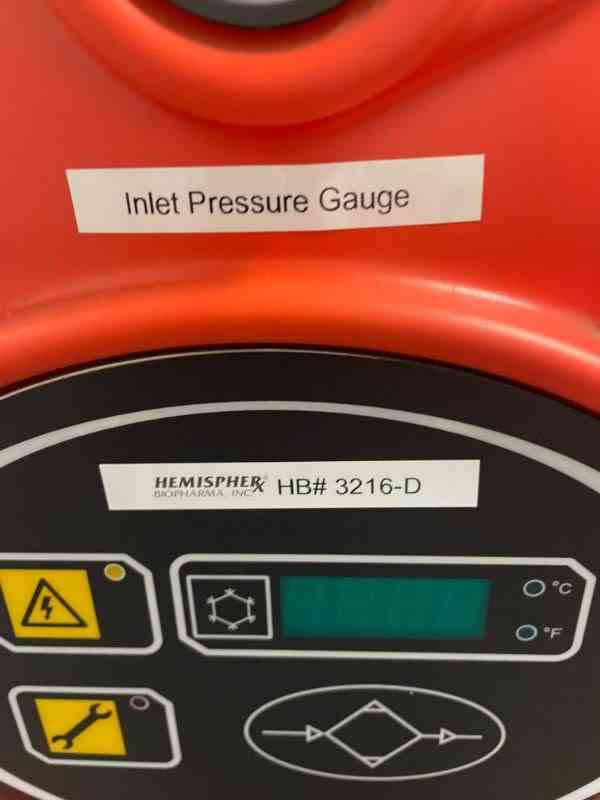 Inlet Pressure Gauge
HEMISPHERx® HB# 3216-D
BIOPHARMA, INC.
°C
°F